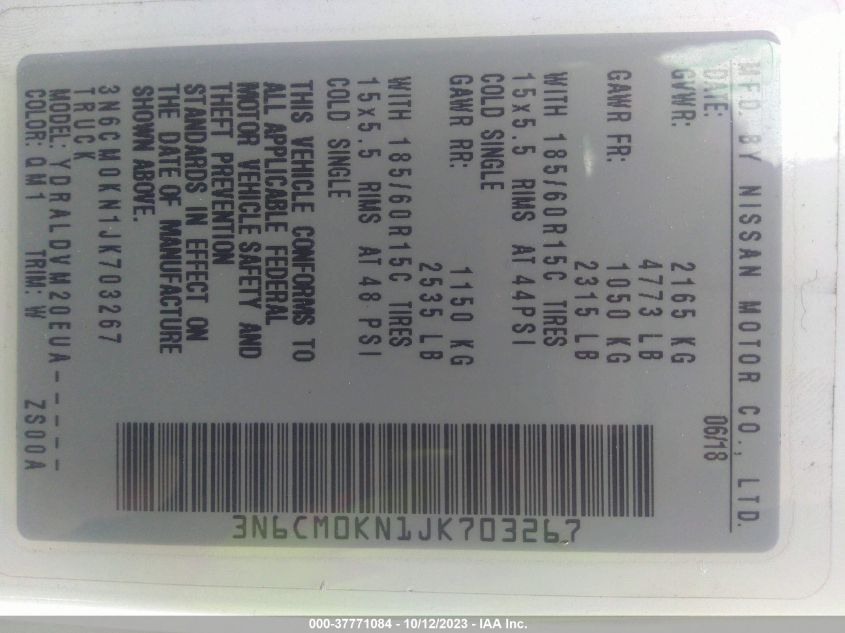 MFD. BY NISSAN MOTOR CO., LTD.
DATE: 06/18
GVWR: 2165 KG
4773 LB
GAWR FR: 1050 KG
2315 LB
WITH 185/60R15C TIRES
15x5.5 RIMS AT 44PSI
COLD SINGLE
GAWR RR: 1150 KG
2535 LB
WITH 185/60R15C TIRES
15x5.5 RIMS AT 48 PSI
COLD SINGLE
THIS VEHICLE CONFORMS TO
ALL APPLICABLE FEDERAL
MOTOR VEHICLE SAFETY AND
THEFT PREVENTION
STANDARDS IN EFFECT ON
THE DATE OF MANUFACTURE
SHOWN ABOVE.
3N6CM0KN1JK703267
TRUCK
MODEL: YDRALDVM20EUA-----
COLOR: QM1 TRIM: W ZS00A
3N6CM0KN1JK703267
000-37771084 - 10/12/2023 - IAA Inc.